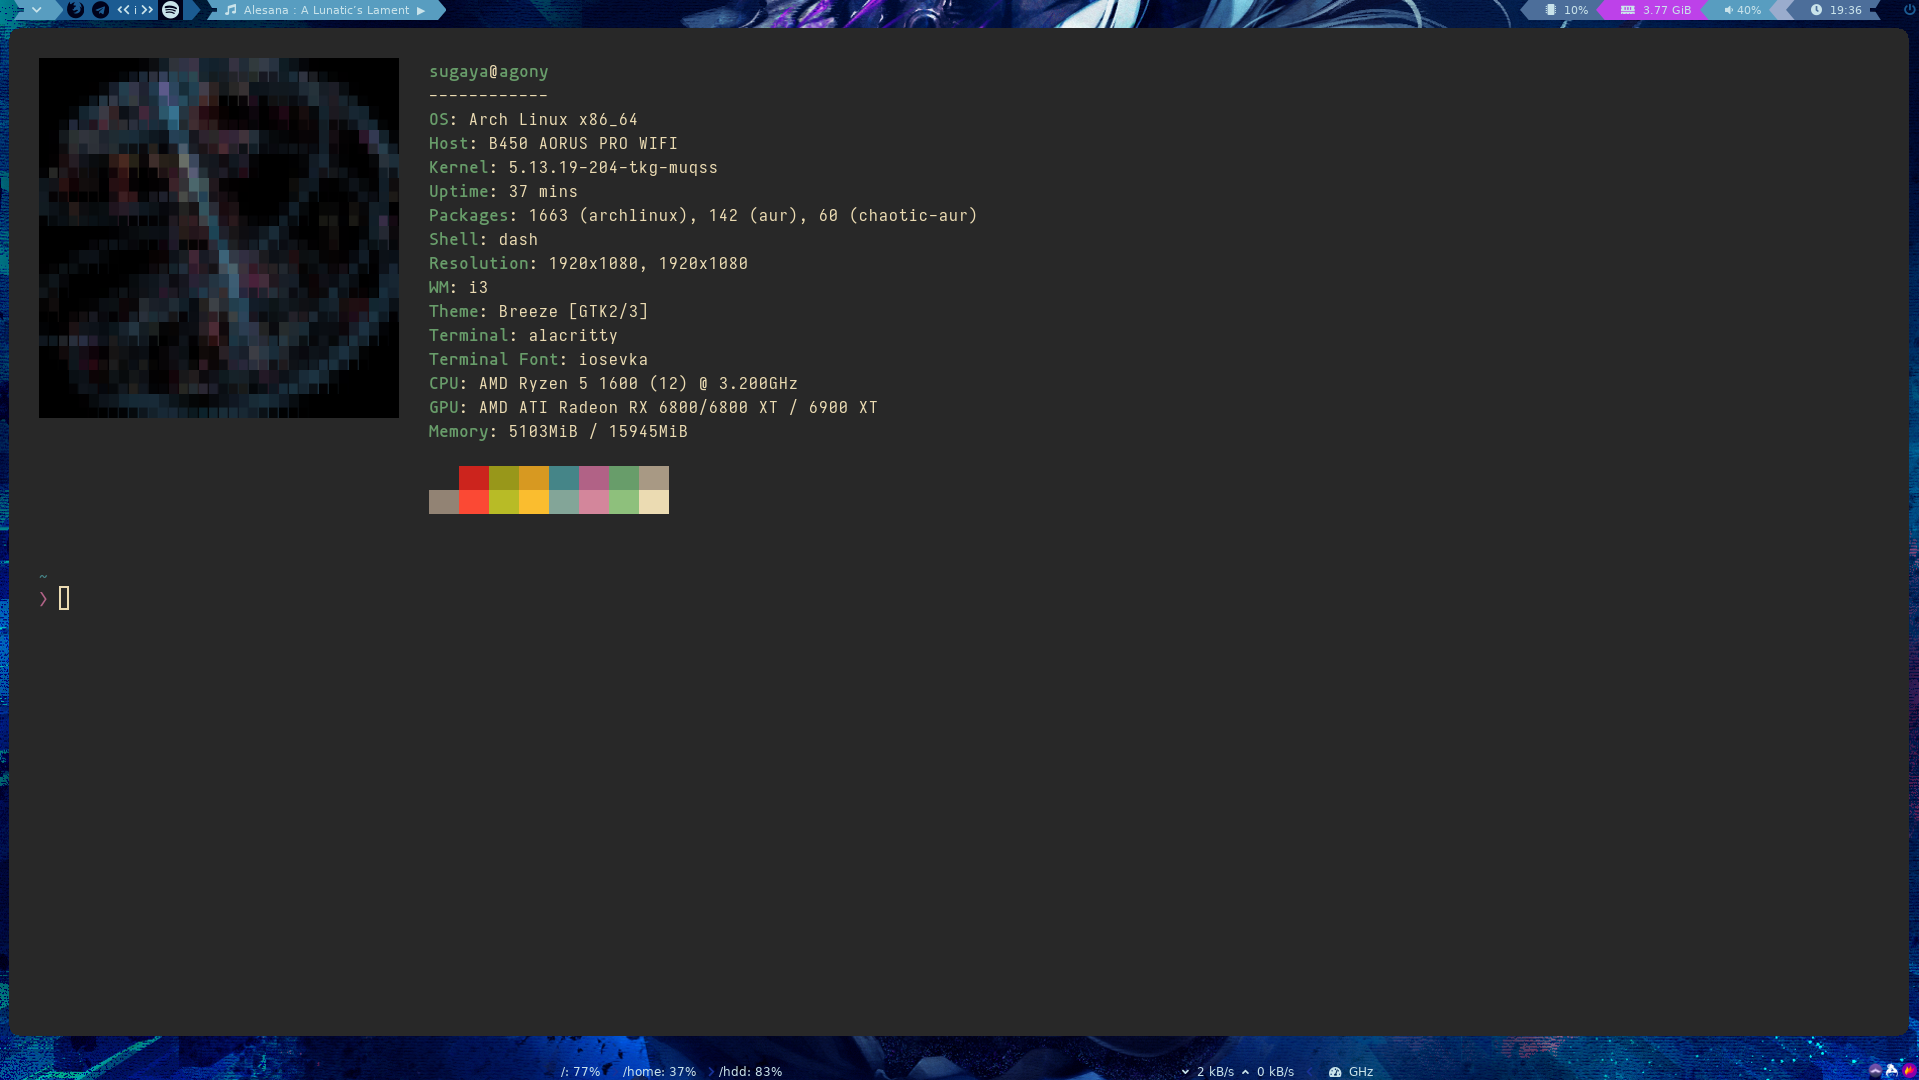 << i >>
Alesana : A Lunatic's Lament ▶
10%
3.77 GiB
40%
19:36
sugaya@agony
------------
OS: Arch Linux x86_64
Host: B450 AORUS PRO WIFI
Kernel: 5.13.19-204-tkg-muqss
Uptime: 37 mins
Packages: 1663 (archlinux), 142 (aur), 60 (chaotic-aur)
Shell: dash
Resolution: 1920x1080, 1920x1080
WM: i3
Theme: Breeze [GTK2/3]
Terminal: alacritty
Terminal Font: iosevka
CPU: AMD Ryzen 5 1600 (12) @ 3.200GHz
GPU: AMD ATI Radeon RX 6800/6800 XT / 6900 XT
Memory: 5103MiB / 15945MiB
~
❯
/: 77%
/home: 37%
/hdd: 83%
2 kB/s
0 kB/s
GHz